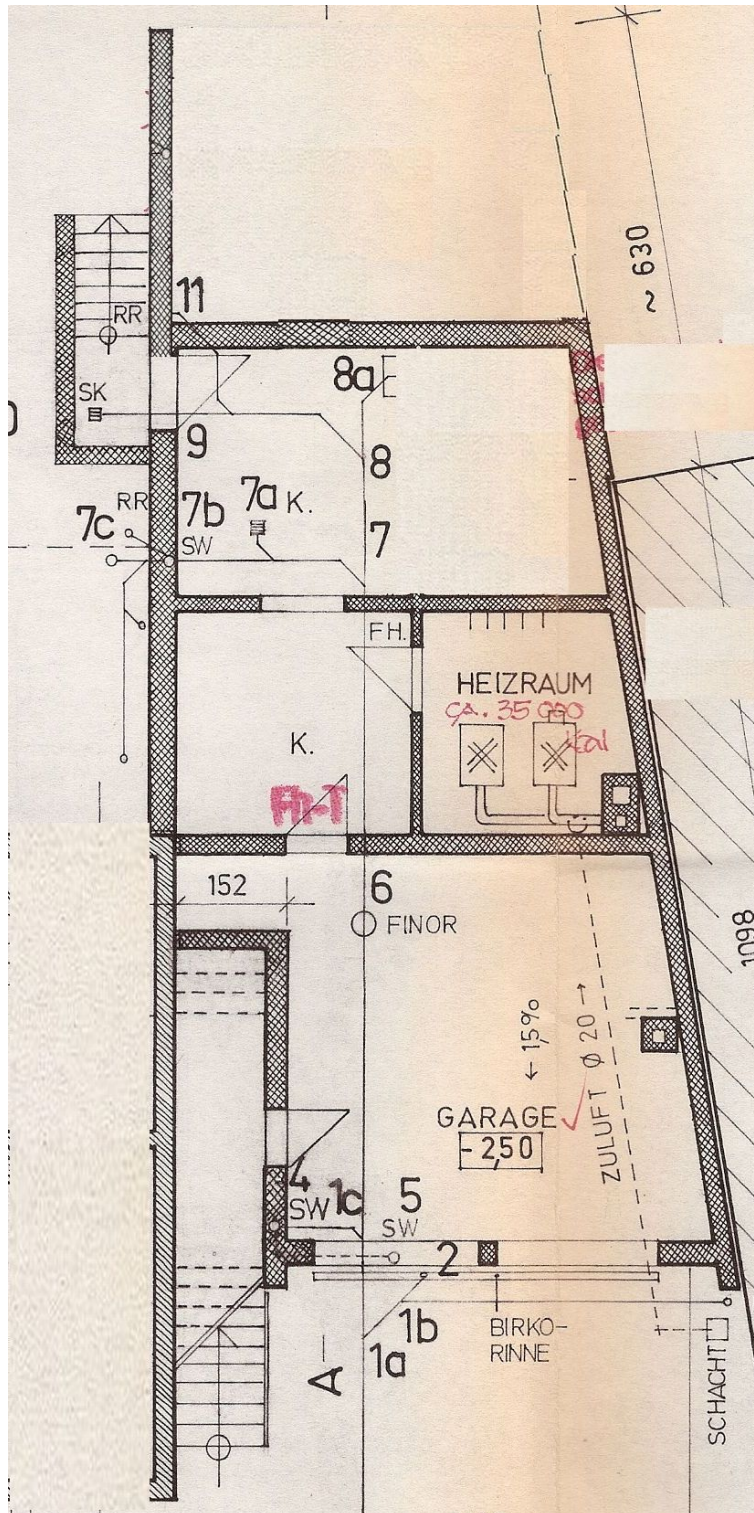 ~ 630
11
RR
8a
SK
9
8
7a K.
7b
RR
7c
SW
7
FH.
HEIZRAUM
ca. 35 000
kcal
K.
FH-T
152
6
FINOR
1098
← 15%
ZULUFT Ø 20 →
GARAGE
- 2,50
4
SW
1c
5
SW
2
1b
BIRKO-
RINNE
1a
A
SCHACHT